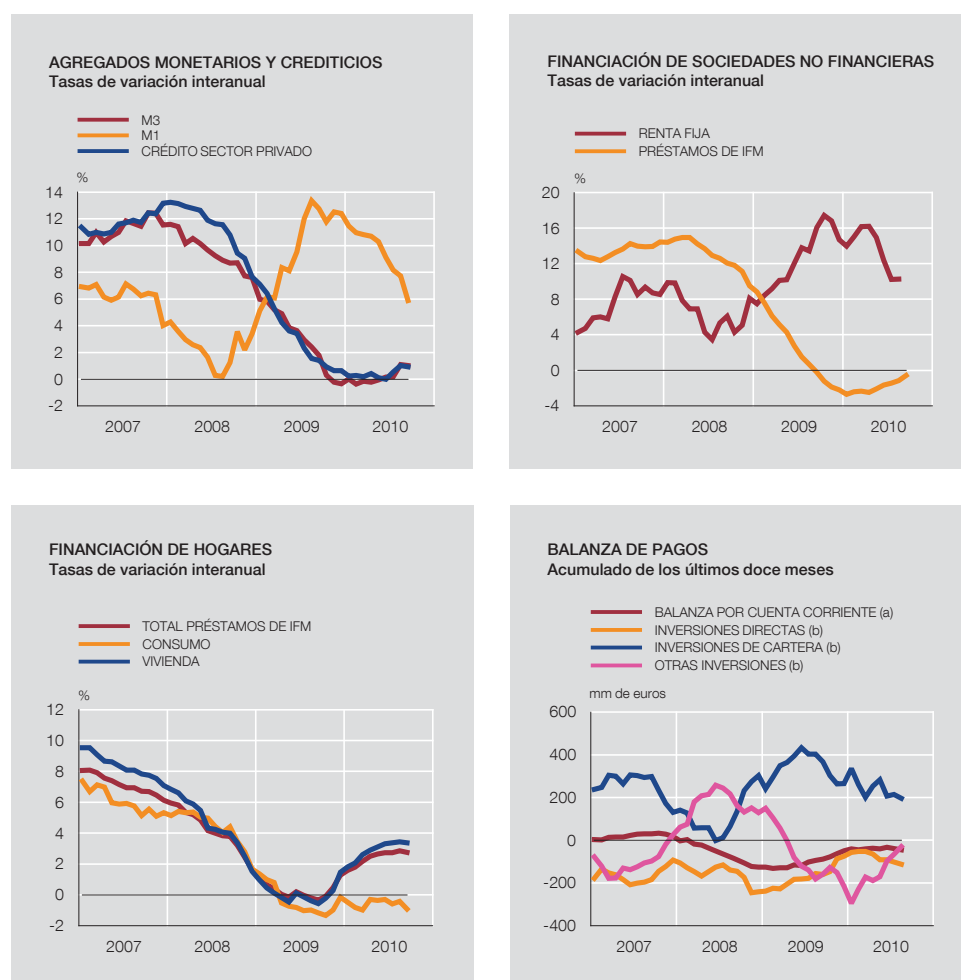 AGREGADOS MONETARIOS Y CREDITICIOS
Tasas de variación interanual
M3
M1
CRÉDITO SECTOR PRIVADO
%
14
12
10
8
6
4
2
0
-2
2007 2008 2009 2010
FINANCIACIÓN DE SOCIEDADES NO FINANCIERAS
Tasas de variación interanual
RENTA FIJA
PRÉSTAMOS DE IFM
%
20
16
12
8
4
0
-4
2007 2008 2009 2010
FINANCIACIÓN DE HOGARES
Tasas de variación interanual
TOTAL PRÉSTAMOS DE IFM
CONSUMO
VIVIENDA
%
12
10
8
6
4
2
0
-2
2007 2008 2009 2010
BALANZA DE PAGOS
Acumulado de los últimos doce meses
BALANZA POR CUENTA CORRIENTE (a)
INVERSIONES DIRECTAS (b)
INVERSIONES DE CARTERA (b)
OTRAS INVERSIONES (b)
mm de euros
600
400
200
0
-200
-400
2007 2008 2009 2010